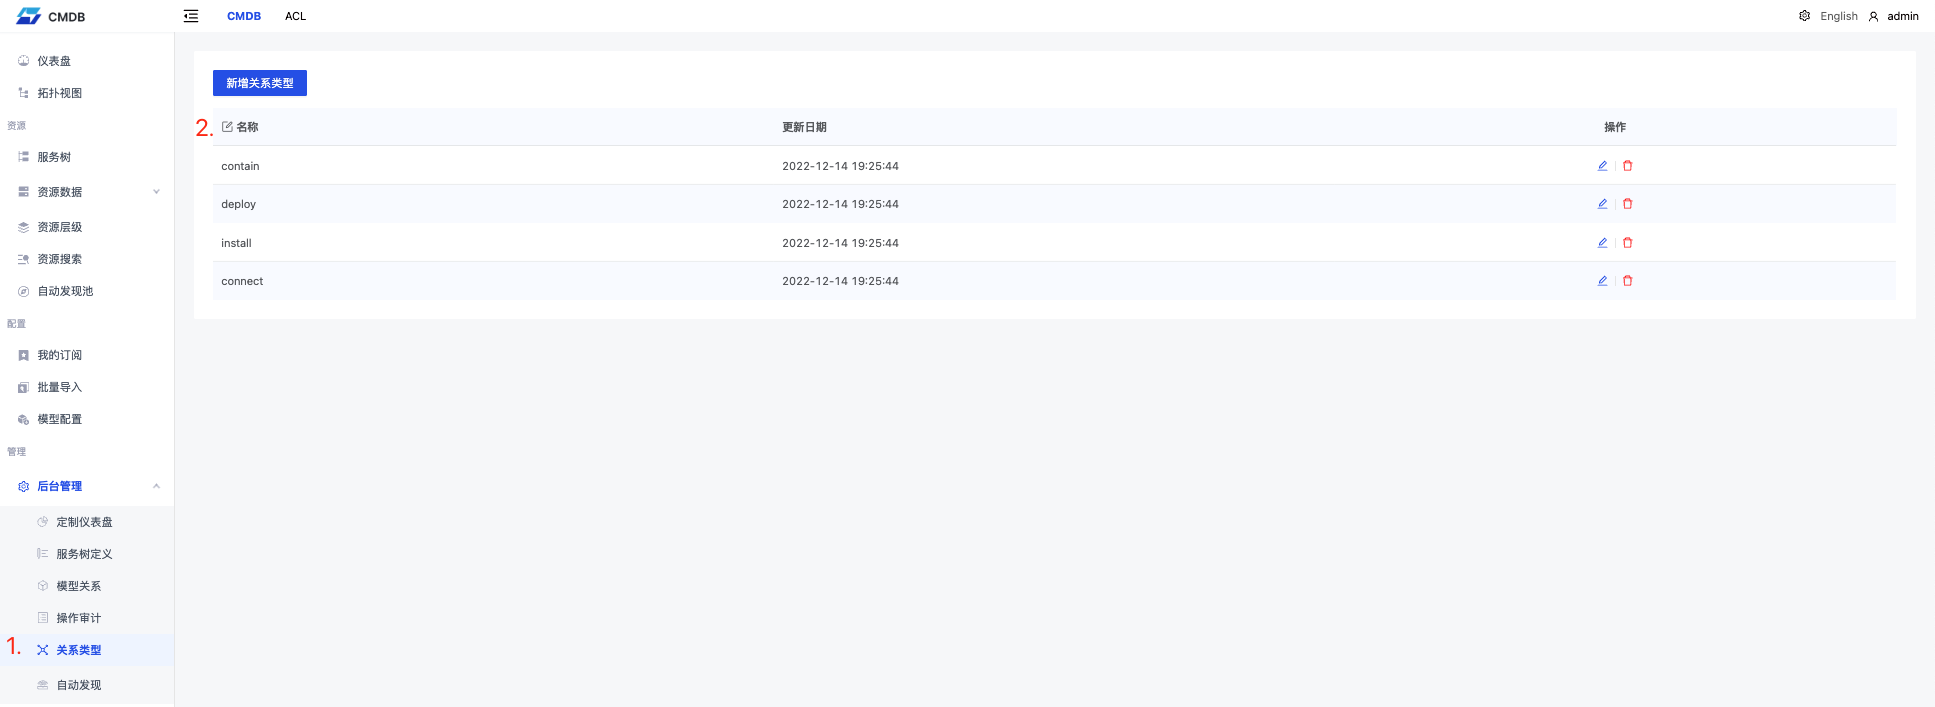 CMDB
CMDB ACL
English admin
仪表盘
拓扑视图
资源
服务树
资源数据
资源层级
资源搜索
自动发现池
配置
我的订阅
批量导入
模型配置
管理
后台管理
定制仪表盘
服务树定义
模型关系
操作审计
1. 关系类型
自动发现
新增关系类型
2. 名称 更新日期 操作
contain 2022-12-14 19:25:44
deploy 2022-12-14 19:25:44
install 2022-12-14 19:25:44
connect 2022-12-14 19:25:44